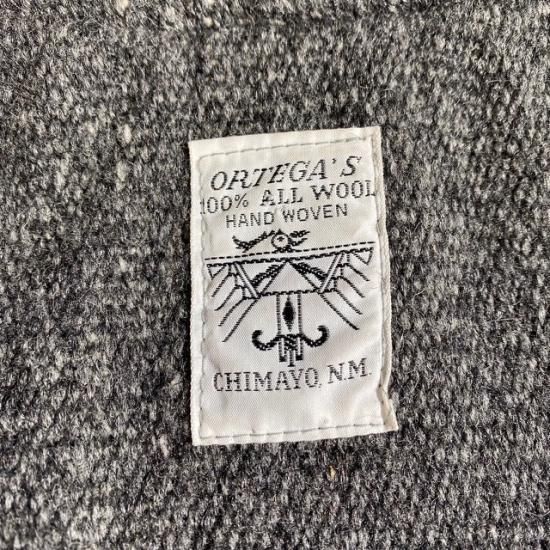 ORTEGA'S
100% ALL WOOL
HAND WOVEN
CHIMAYO, N.M.